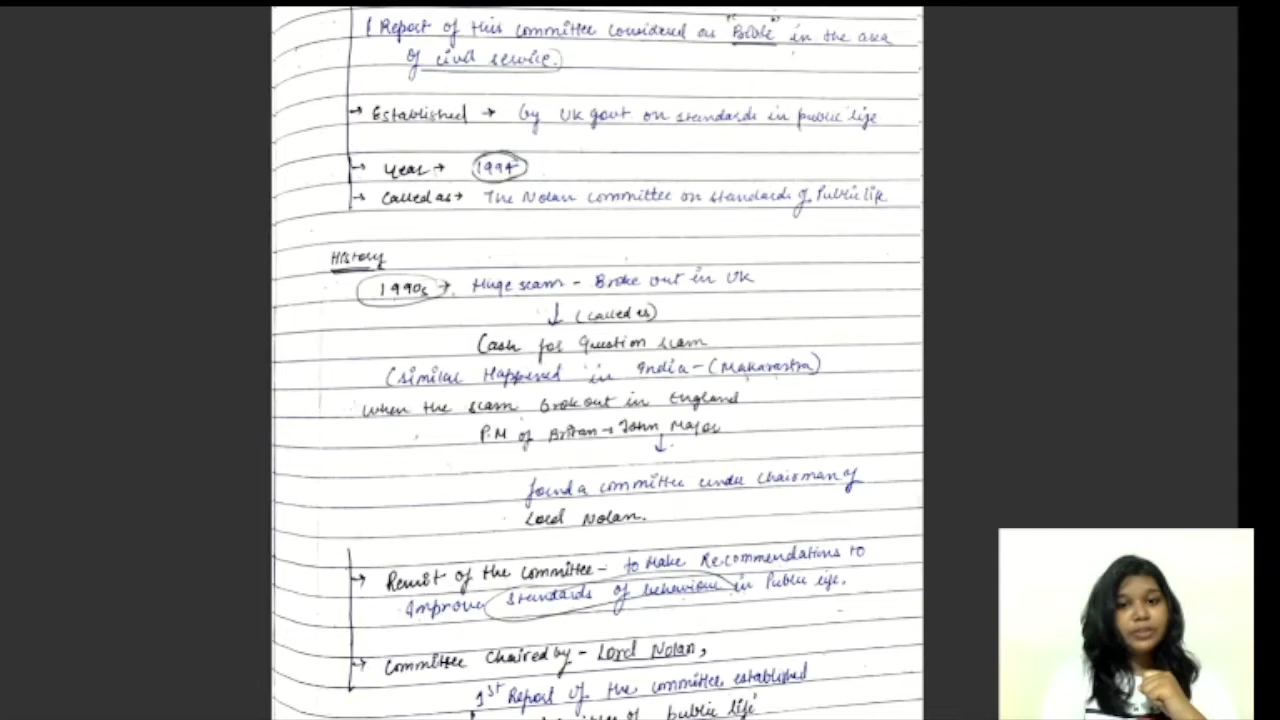 ( Report of this committee considered as "Bible" in the area
of civil service.)
→ Established → by UK govt on standards in public life
→ Year → 1994
→ Called as → The Nolan committee on standards of Public life
History
1990s → Huge scam - Broke out in UK
↓ (called as)
Cash for Question scam
(similar Happened in India - (Maharastra)
When the scam Broke out in England
P.M of Britan → John Major
↓
found a committee under chairman of
Lord Nolan.
→ Remist of the committee - to make Recommendations to
Improve standards of behaviour in Public life.
→ Committee Chaired by - Lord Nolan,
1st Report of the committee established
of public life